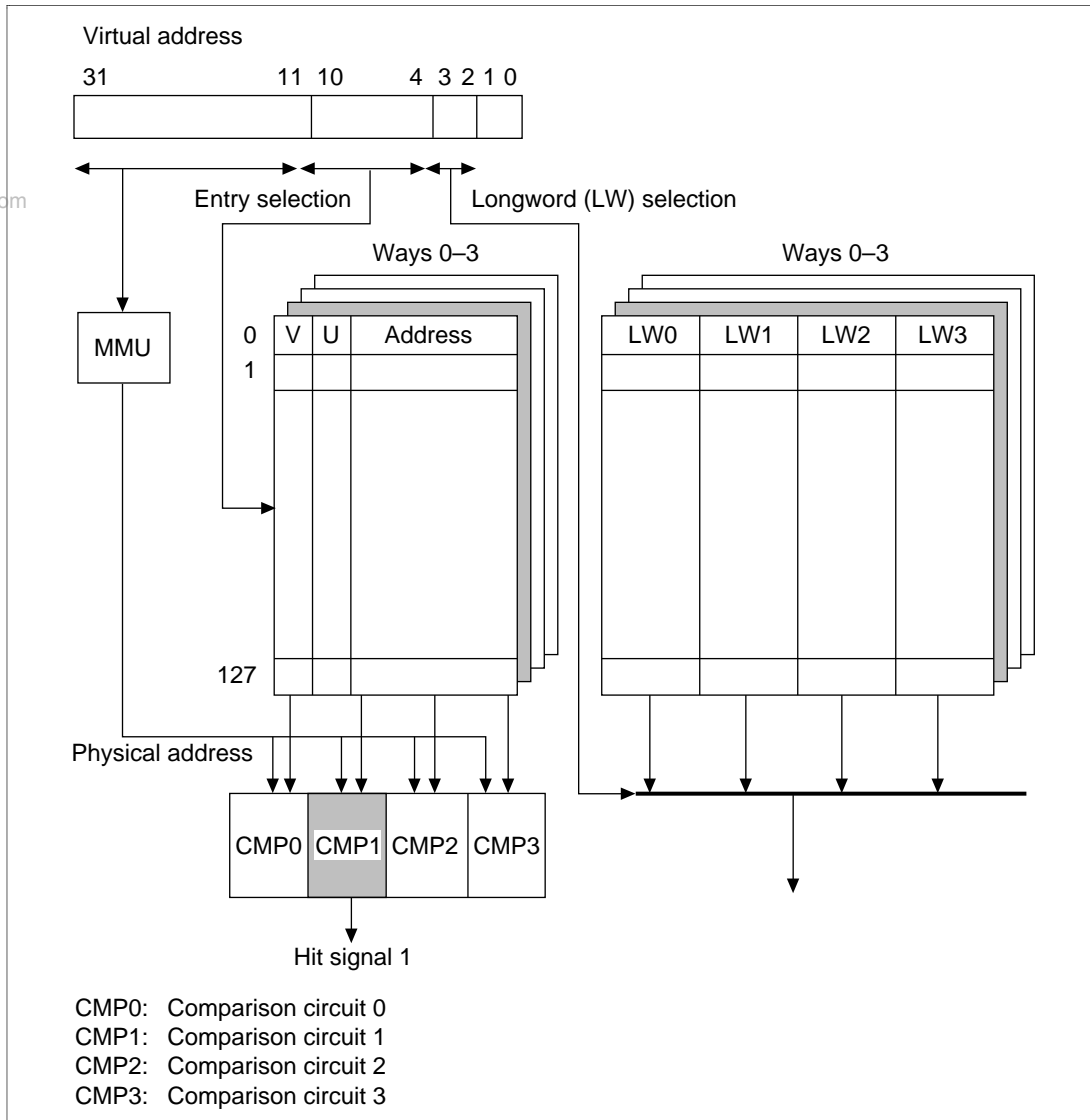 Virtual address
31 11 10 4 3 2 1 0
om
Entry selection
Longword (LW) selection
Ways 0–3
Ways 0–3
MMU
0 V U Address
LW0 LW1 LW2 LW3
1
127
Physical address
CMP0 CMP1 CMP2 CMP3
Hit signal 1
CMP0: Comparison circuit 0
CMP1: Comparison circuit 1
CMP2: Comparison circuit 2
CMP3: Comparison circuit 3